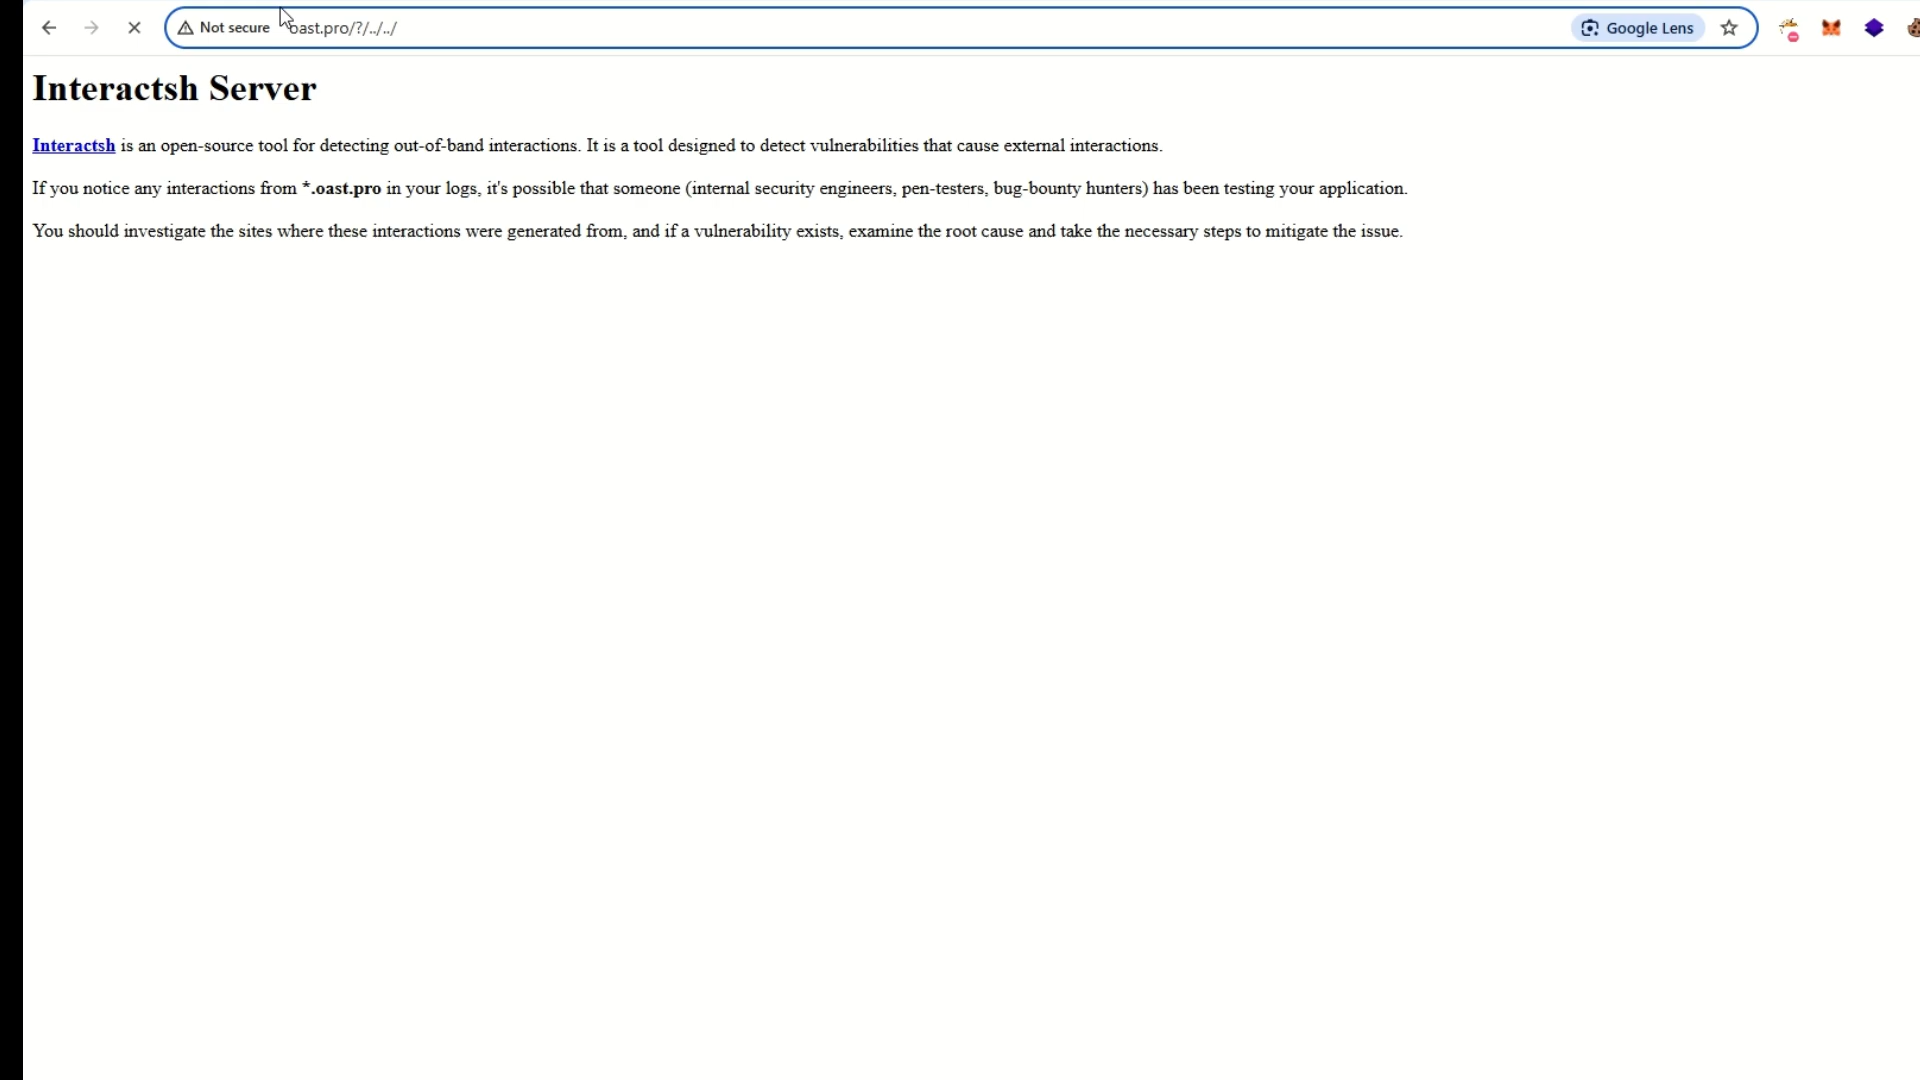 Not secure oast.pro/?/../../ Google Lens
Interactsh Server
Interactsh is an open-source tool for detecting out-of-band interactions. It is a tool designed to detect vulnerabilities that cause external interactions.
If you notice any interactions from *.oast.pro in your logs, it's possible that someone (internal security engineers, pen-testers, bug-bounty hunters) has been testing your application.
You should investigate the sites where these interactions were generated from, and if a vulnerability exists, examine the root cause and take the necessary steps to mitigate the issue.